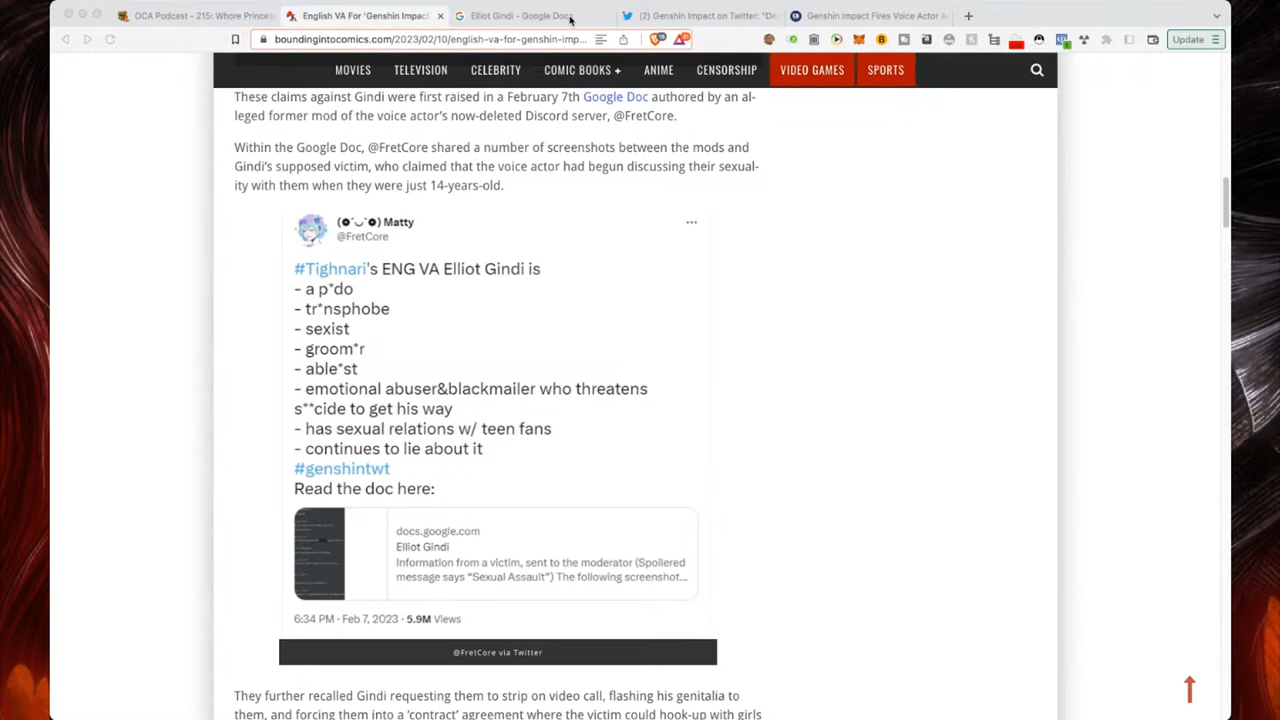 OCA Podcast - 215: Whore Princess
English VA For 'Genshin Impact
Elliot Gindi - Google Docs
(2) Genshin Impact on Twitter: "De
Genshin Impact Fires Voice Actor A
boundingintocomics.com/2023/02/10/english-va-for-genshin-imp...
Update
MOVIES TELEVISION CELEBRITY COMIC BOOKS + ANIME CENSORSHIP VIDEO GAMES SPORTS
These claims against Gindi were first raised in a February 7th Google Doc authored by an al-
leged former mod of the voice actor's now-deleted Discord server, @FretCore.
Within the Google Doc, @FretCore shared a number of screenshots between the mods and
Gindi's supposed victim, who claimed that the voice actor had begun discussing their sexual-
ity with them when they were just 14-years-old.
(❁´◡`❁) Matty
@FretCore
#Tighnari's ENG VA Elliot Gindi is
- a p*do
- tr*nsphobe
- sexist
- groom*r
- able*st
- emotional abuser&blackmailer who threatens
s**cide to get his way
- has sexual relations w/ teen fans
- continues to lie about it
#genshintwt
Read the doc here:
docs.google.com
Elliot Gindi
Information from a victim, sent to the moderator (Spoilered
message says "Sexual Assault") The following screenshot...
6:34 PM · Feb 7, 2023 · 5.9M Views
@FretCore via Twitter
They further recalled Gindi requesting them to strip on video call, flashing his genitalia to
them, and forcing them into a 'contract' agreement where the victim could hook-up with girls